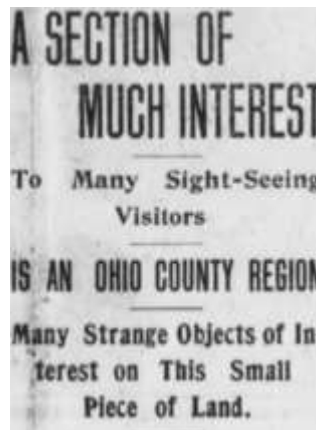 A SECTION OF
MUCH INTEREST
To Many Sight-Seeing
Visitors
IS AN OHIO COUNTY REGION
Many Strange Objects of In
terest on This Small
Piece of Land.